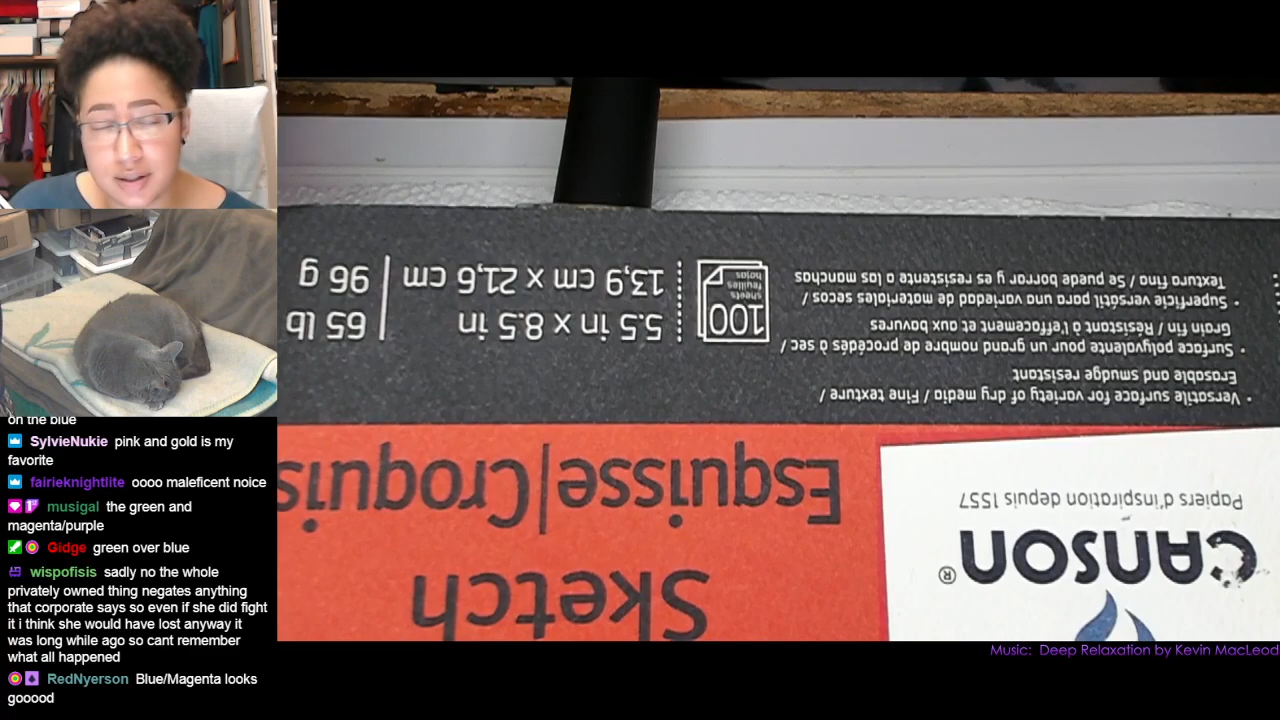 on the blue
SylvieNukie pink and gold is my
favorite
fairieknightlite oooo maleficent noice
musigal the green and
magenta/purple
Gidge green over blue
wispofisis sadly no the whole
privately owned thing negates anything
that corporate says so even if she did fight
it i think she would have lost anyway it
was long while ago so cant remember
what all happened
RedNyerson Blue/Magenta looks
gooood
Canson®
Papiers d'inspiration depuis 1557
Sketch
Esquisse|Croquis
• Versatile surface for variety of dry media / Fine texture /
Erasable and smudge resistant
• Surface polyvalente pour un grand nombre de procédés à sec /
Grain fin / Résistant à l'effacement et aux bavures
• Superficie versátil para una variedad de materiales secos /
Textura fina / Se puede borrar y es resistente a las manchas
100
sheets
feuilles
hojas
5.5 in x 8.5 in
13,9 cm x 21,6 cm
65 lb
96 g
Music: Deep Relaxation by Kevin MacLeod